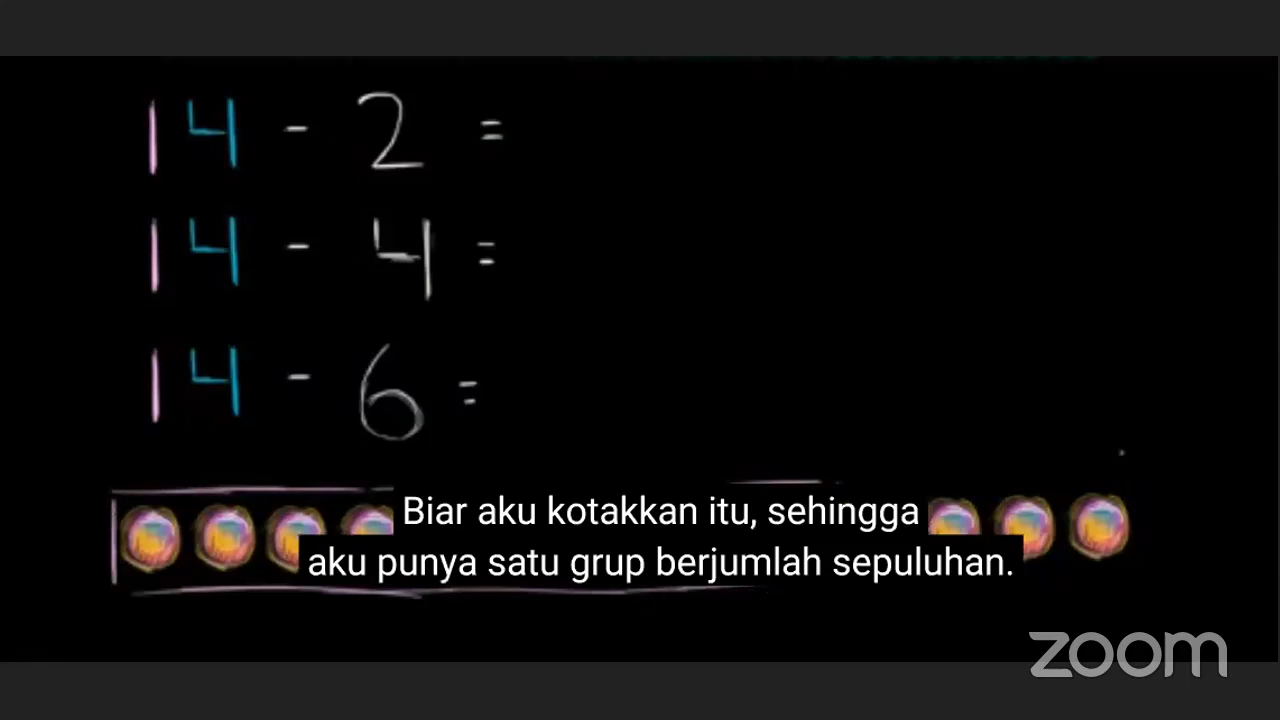 14 - 2 =
14 - 4 =
14 - 6 =
Biar aku kotakkan itu, sehingga
aku punya satu grup berjumlah sepuluhan.
zoom